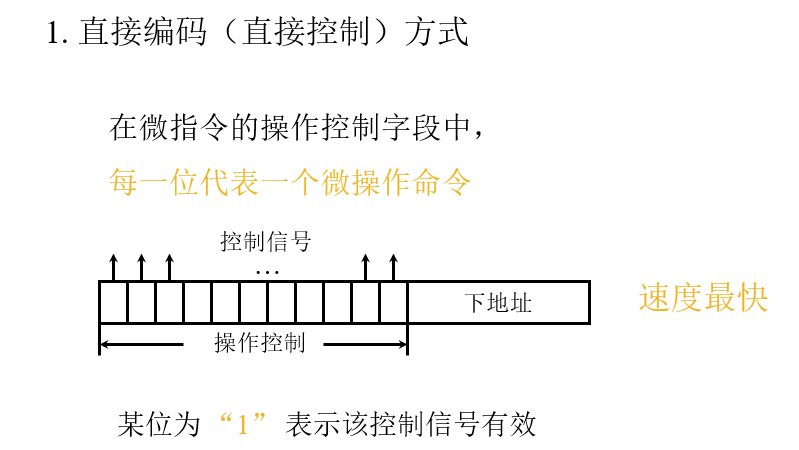 1. 直接编码（直接控制）方式
在微指令的操作控制字段中，
每一位代表一个微操作命令
控制信号
…
下地址
速度最快
操作控制
某位为 “1” 表示该控制信号有效